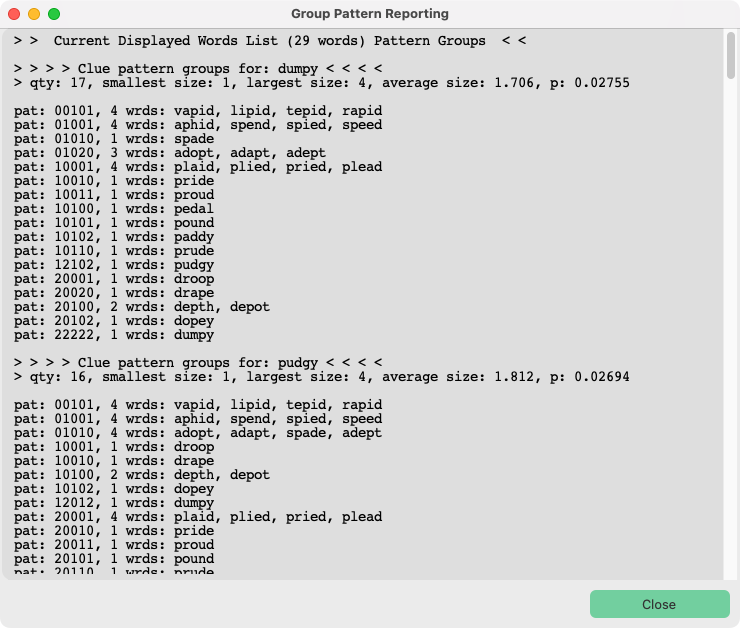 Group Pattern Reporting
> >  Current Displayed Words List (29 words) Pattern Groups  < <
> > > > Clue pattern groups for: dumpy < < < <
> qty: 17, smallest size: 1, largest size: 4, average size: 1.706, p: 0.02755
pat: 00101, 4 wrds: vapid, lipid, tepid, rapid
pat: 01001, 4 wrds: aphid, spend, spied, speed
pat: 01010, 1 wrds: spade
pat: 01020, 3 wrds: adopt, adapt, adept
pat: 10001, 4 wrds: plaid, plied, pried, plead
pat: 10010, 1 wrds: pride
pat: 10011, 1 wrds: proud
pat: 10100, 1 wrds: pedal
pat: 10101, 1 wrds: pound
pat: 10102, 1 wrds: paddy
pat: 10110, 1 wrds: prude
pat: 12102, 1 wrds: pudgy
pat: 20001, 1 wrds: droop
pat: 20020, 1 wrds: drape
pat: 20100, 2 wrds: depth, depot
pat: 20102, 1 wrds: dopey
pat: 22222, 1 wrds: dumpy
> > > > Clue pattern groups for: pudgy < < < <
> qty: 16, smallest size: 1, largest size: 4, average size: 1.812, p: 0.02694
pat: 00101, 4 wrds: vapid, lipid, tepid, rapid
pat: 01001, 4 wrds: aphid, spend, spied, speed
pat: 01010, 4 wrds: adopt, adapt, spade, adept
pat: 10001, 1 wrds: droop
pat: 10010, 1 wrds: drape
pat: 10100, 2 wrds: depth, depot
pat: 10102, 1 wrds: dopey
pat: 12012, 1 wrds: dumpy
pat: 20001, 4 wrds: plaid, plied, pried, plead
pat: 20010, 1 wrds: pride
pat: 20011, 1 wrds: proud
pat: 20101, 1 wrds: pound
pat: 20110, 1 wrds: prude
Close